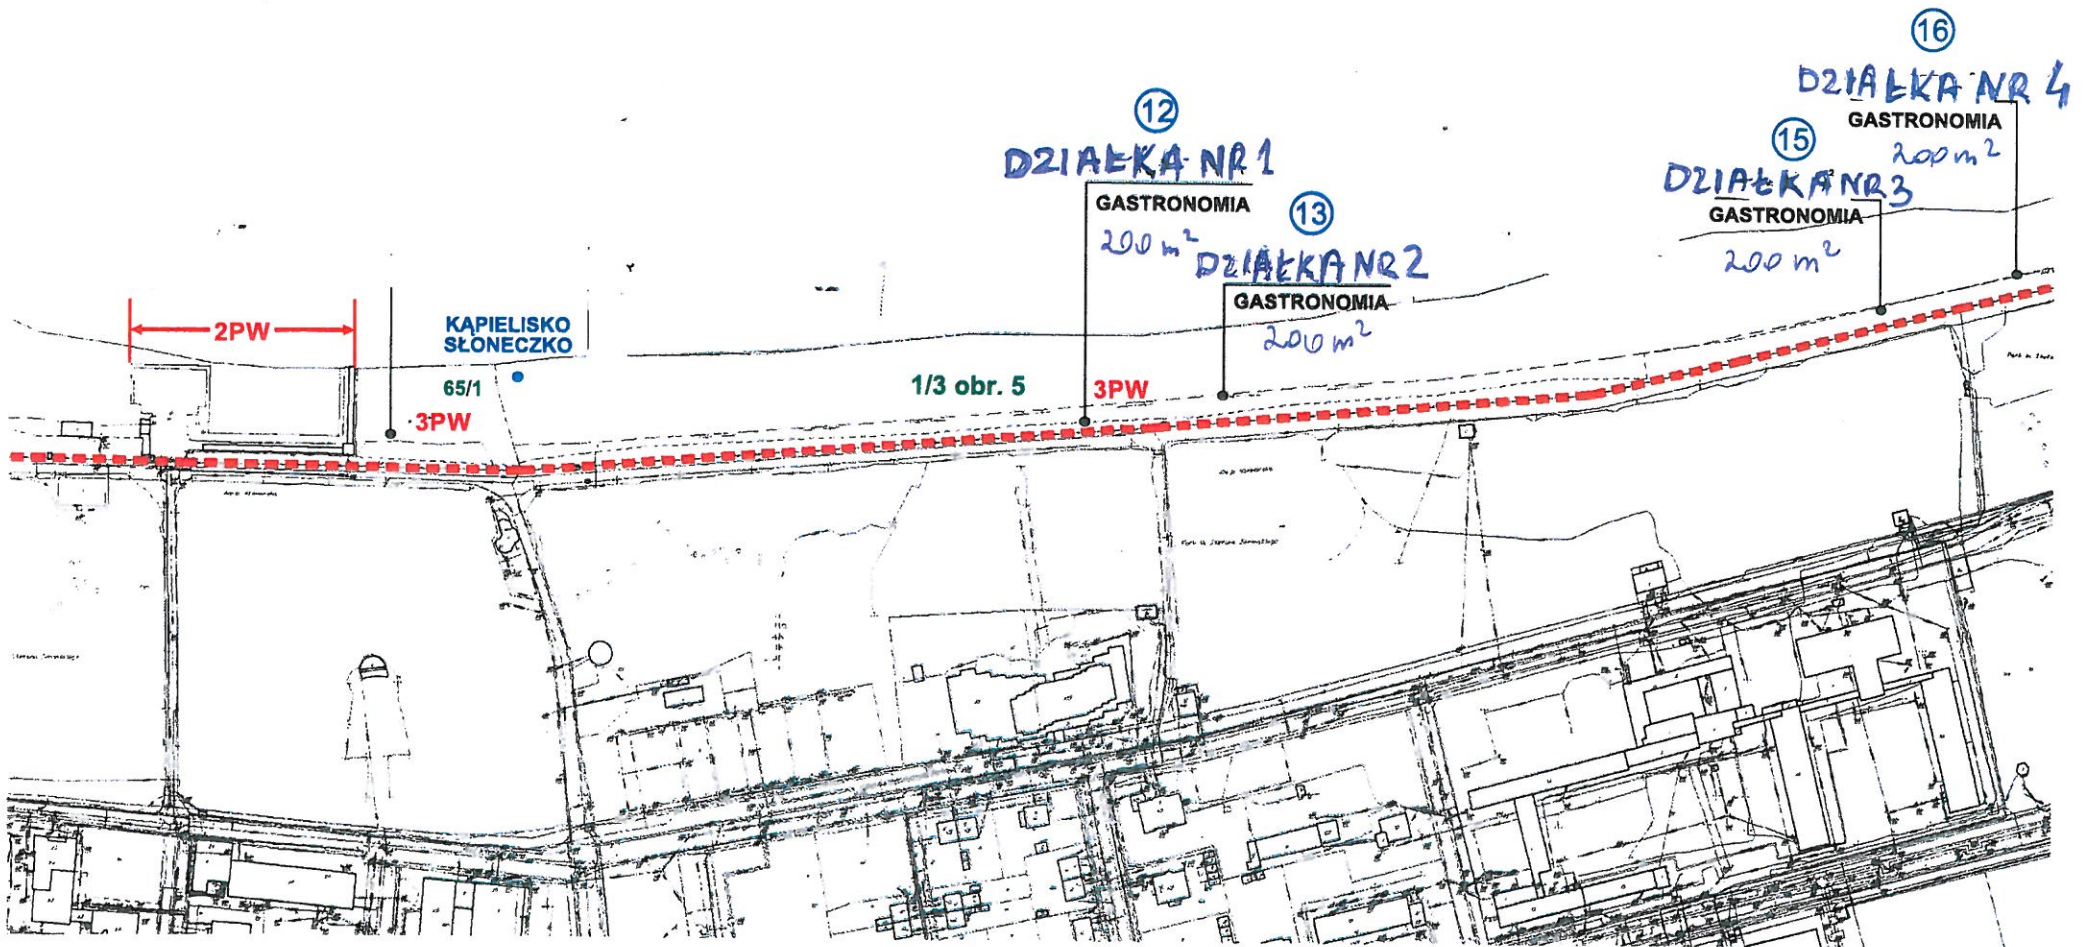 16
DZIAŁKA NR 4
GASTRONOMIA
200 m²
12
DZIAŁKA NR 1
GASTRONOMIA
200 m²
15
DZIAŁKA NR 3
GASTRONOMIA
200 m²
13
DZIAŁKA NR 2
GASTRONOMIA
200 m²
2PW
KĄPIELISKO
SŁONECZKO
65/1
3PW
1/3 obr. 5
3PW